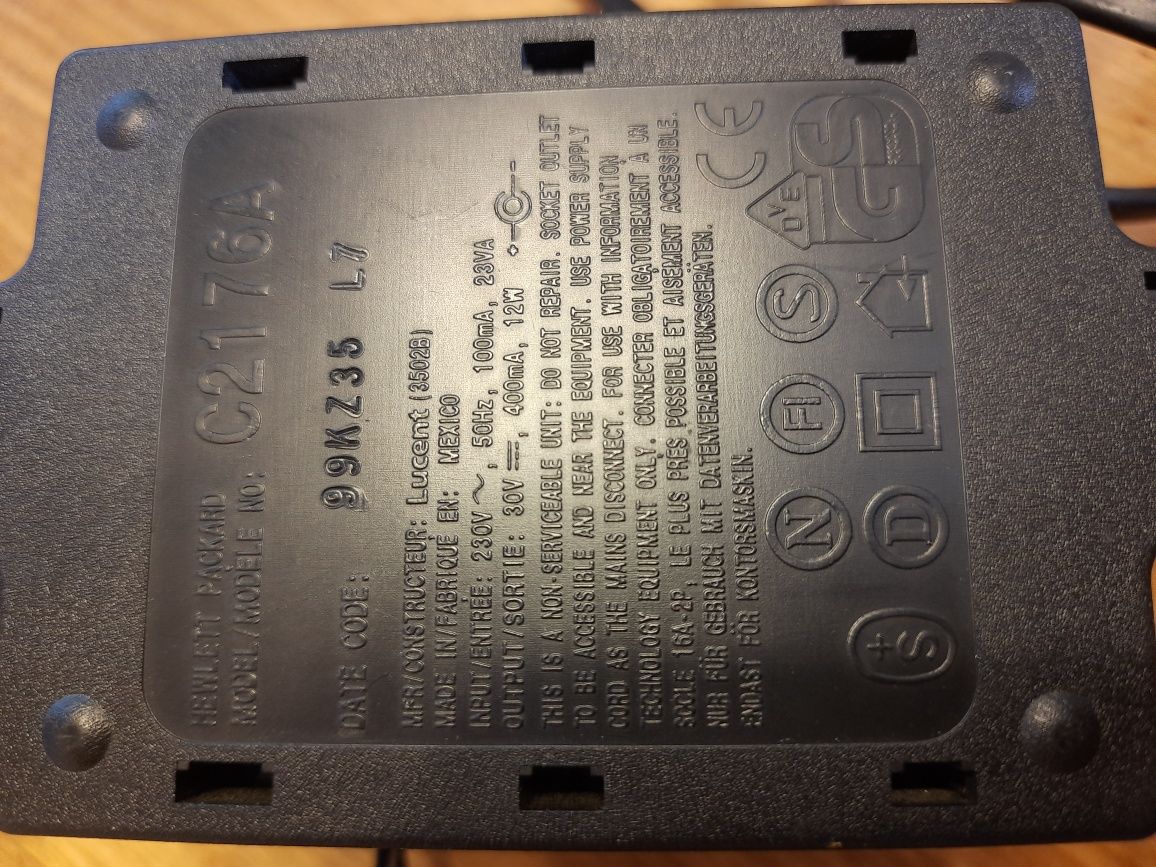 HEWLETT PACKARD
MODEL/MODÈLE NO: C2176A
DATE CODE: 99KZ35 L7
MFR/CONSTRUCTEUR: Lucent (3502B)
MADE IN/FABRIQUÉ EN: MEXICO
INPUT/ENTRÉE: 230V ~, 50Hz, 100mA, 23VA
OUTPUT/SORTIE: 30V ⎓, 400mA, 12W + -
THIS IS A NON-SERVICEABLE UNIT: DO NOT REPAIR. SOCKET OUTLET
TO BE ACCESSIBLE AND NEAR THE EQUIPMENT. USE POWER SUPPLY
CORD AS THE MAINS DISCONNECT. FOR USE WITH INFORMATION
TECHNOLOGY EQUIPMENT ONLY. CONNECTER OBLIGATOIREMENT À UN
SOCLE 16A-2P, LE PLUS PRÈS POSSIBLE ET AISÉMENT ACCESSIBLE.
NUR FÜR GEBRAUCH MIT DATENVERARBEITUNGSGERÄTEN.
ENDAST FÖR KONTORSMASKIN.
CE
N FI S DVE GS
+S D